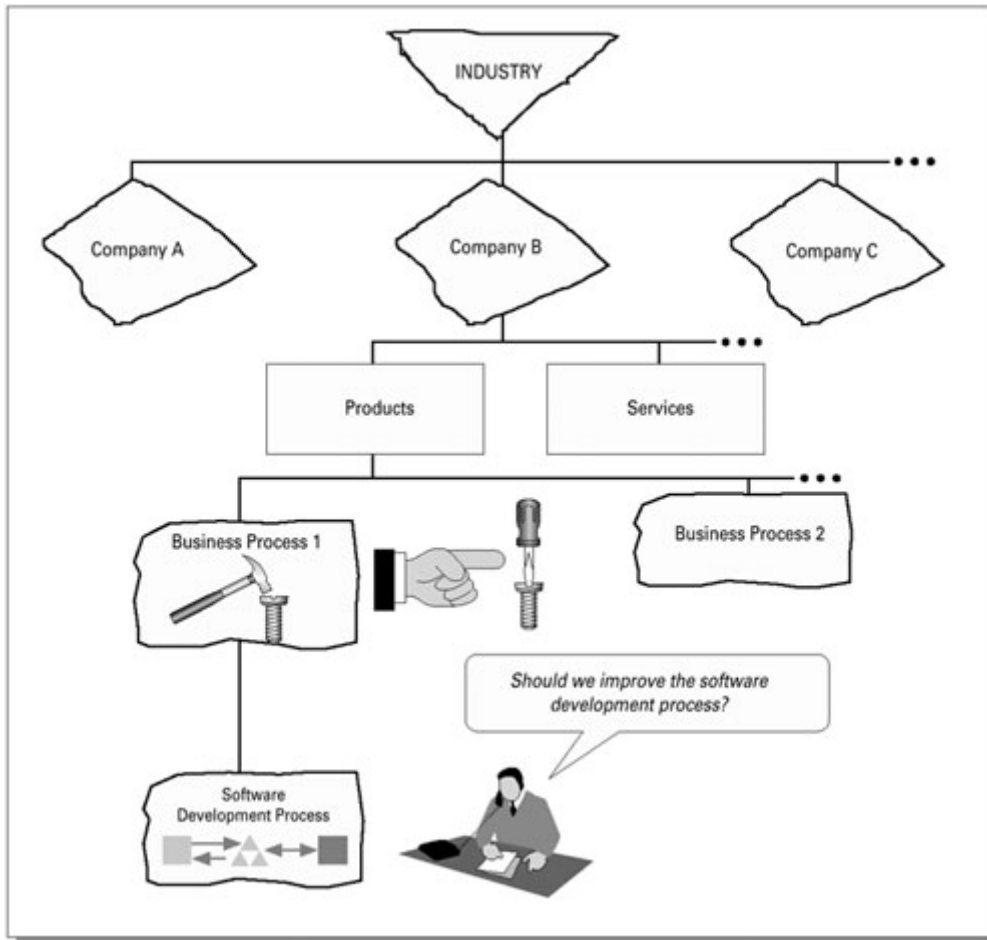 INDUSTRY
Company A
Company B
Company C
Products
Services
Business Process 1
Business Process 2
Should we improve the software
development process?
Software
Development Process